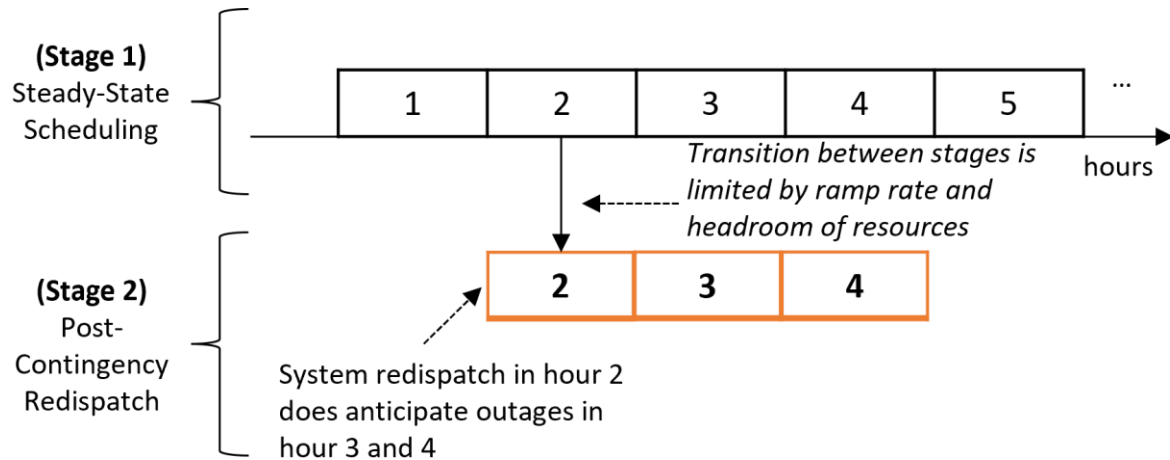 (Stage 1)
Steady-State
Scheduling
1 2 3 4 5 ...
hours
Transition between stages is
limited by ramp rate and
headroom of resources
(Stage 2)
Post-
Contingency
Redispatch
2 3 4
System redispatch in hour 2
does anticipate outages in
hour 3 and 4